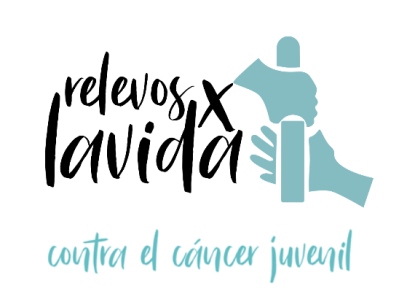 relevos x
lavida
contra el cáncer juvenil